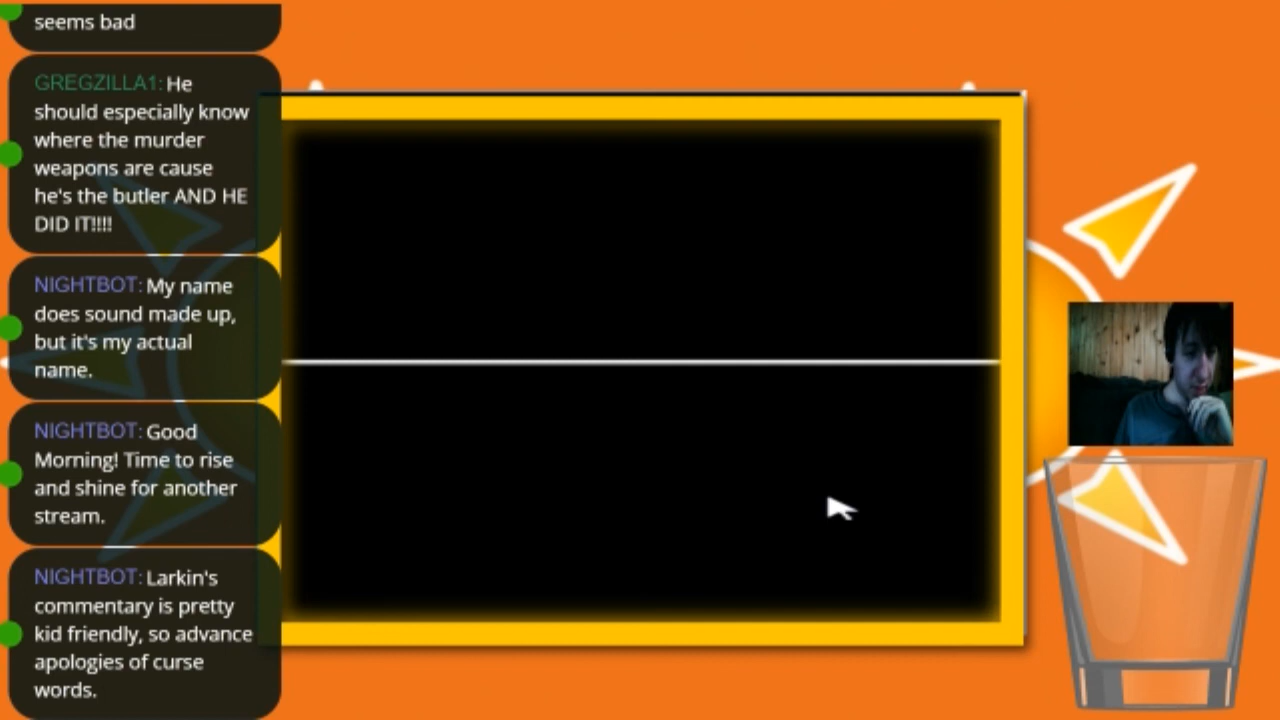 seems bad
GREGZILLA1: He
should especially know
where the murder
weapons are cause
he's the butler AND HE
DID IT!!!!
NIGHTBOT: My name
does sound made up,
but it's my actual
name.
NIGHTBOT: Good
Morning! Time to rise
and shine for another
stream.
NIGHTBOT: Larkin's
commentary is pretty
kid friendly, so advance
apologies of curse
words.